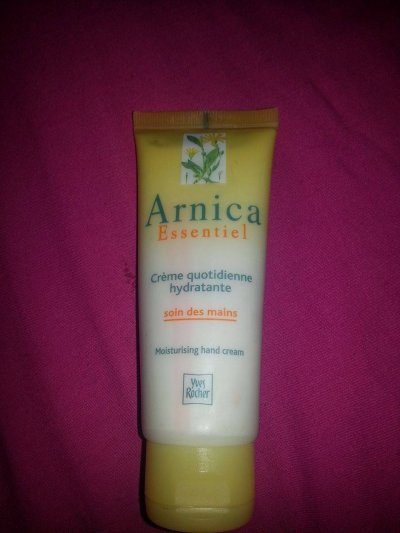 Arnica
Essentiel
Crème quotidienne
hydratante
soin des mains
Moisturising hand cream
Yves
Rocher